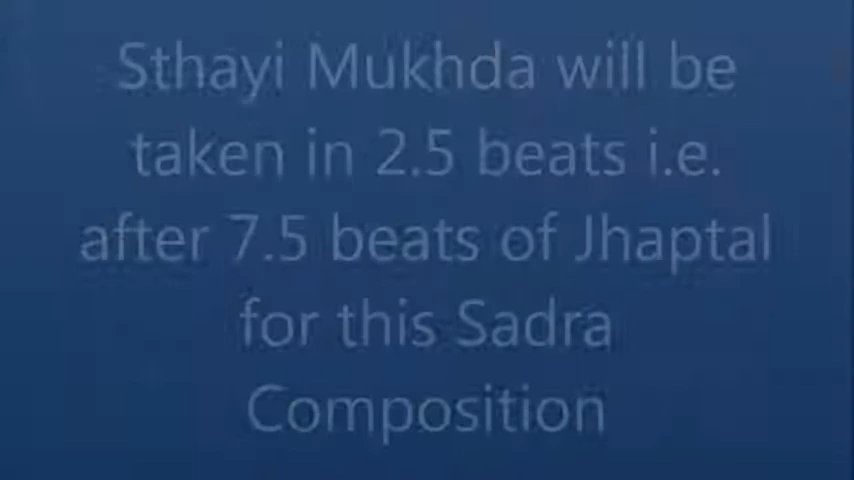 Sthayi Mukhda will be
taken in 2.5 beats i.e.
after 7.5 beats of Jhaptal
for this Sadra
Composition